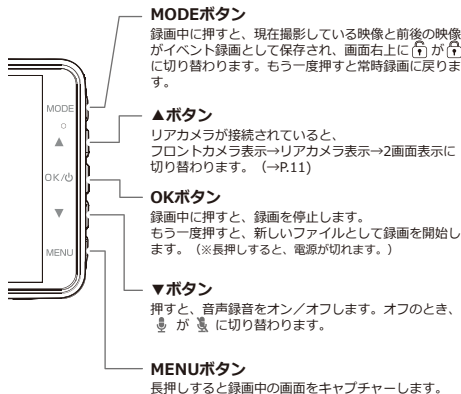 MODEボタン
録画中に押すと、現在撮影している映像と前後の映像
がイベント録画として保存され、画面右上に が
に切り替わります。もう一度押すと常時録画に戻りま
す。
MODE
▲ボタン
リアカメラが接続されていると、
フロントカメラ表示→リアカメラ表示→2画面表示に
切り替わります。（→P.11)
OK/⏻
OKボタン
録画中に押すと、録画を停止します。
もう一度押すと、新しいファイルとして録画を開始し
ます。（※長押しすると、電源が切れます。）
MENU
▼ボタン
押すと、音声録音をオン／オフします。オフのとき、
が に切り替わります。
MENUボタン
長押しすると録画中の画面をキャプチャーします。